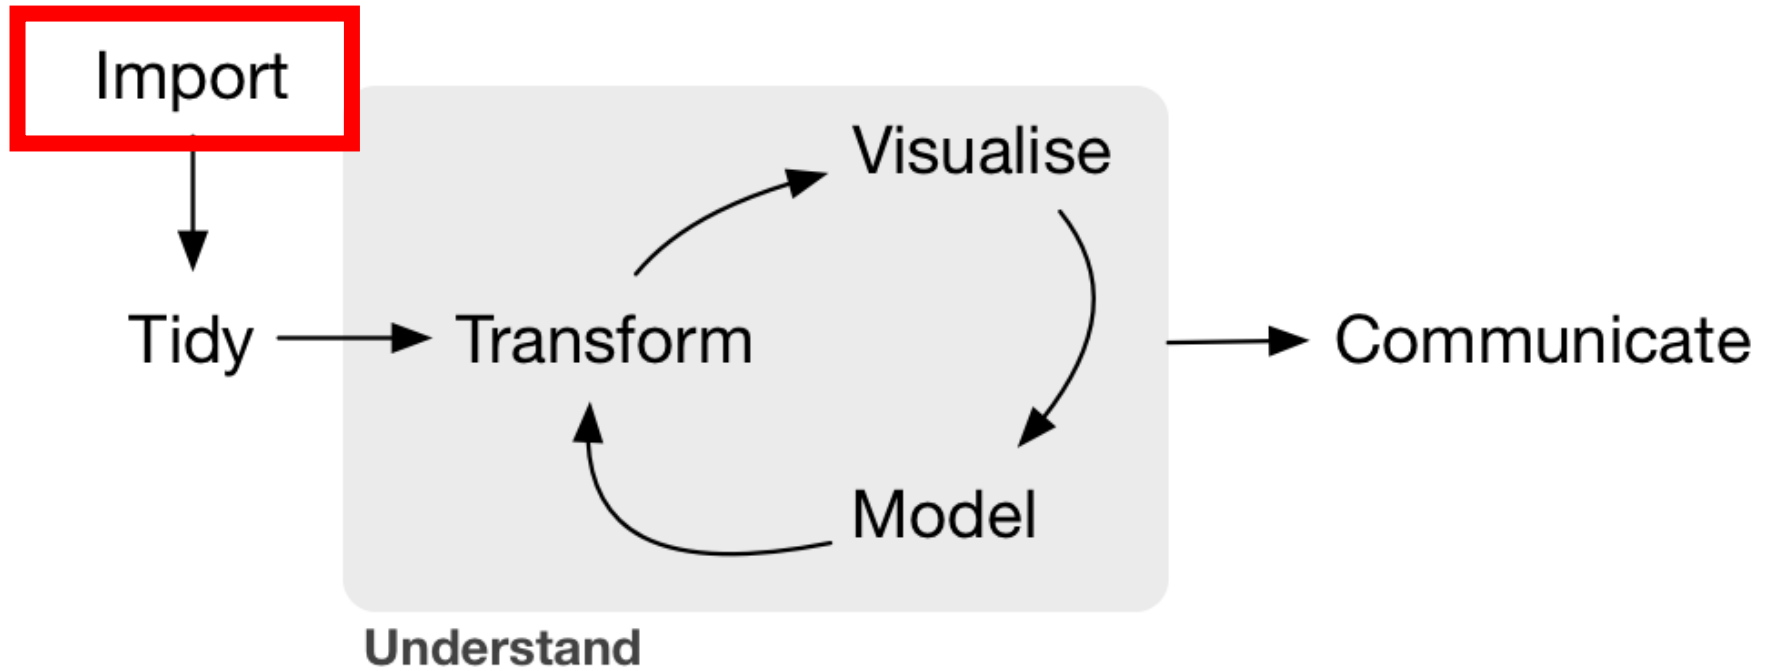 Import
Visualise
Tidy
Transform
Communicate
Model
Understand